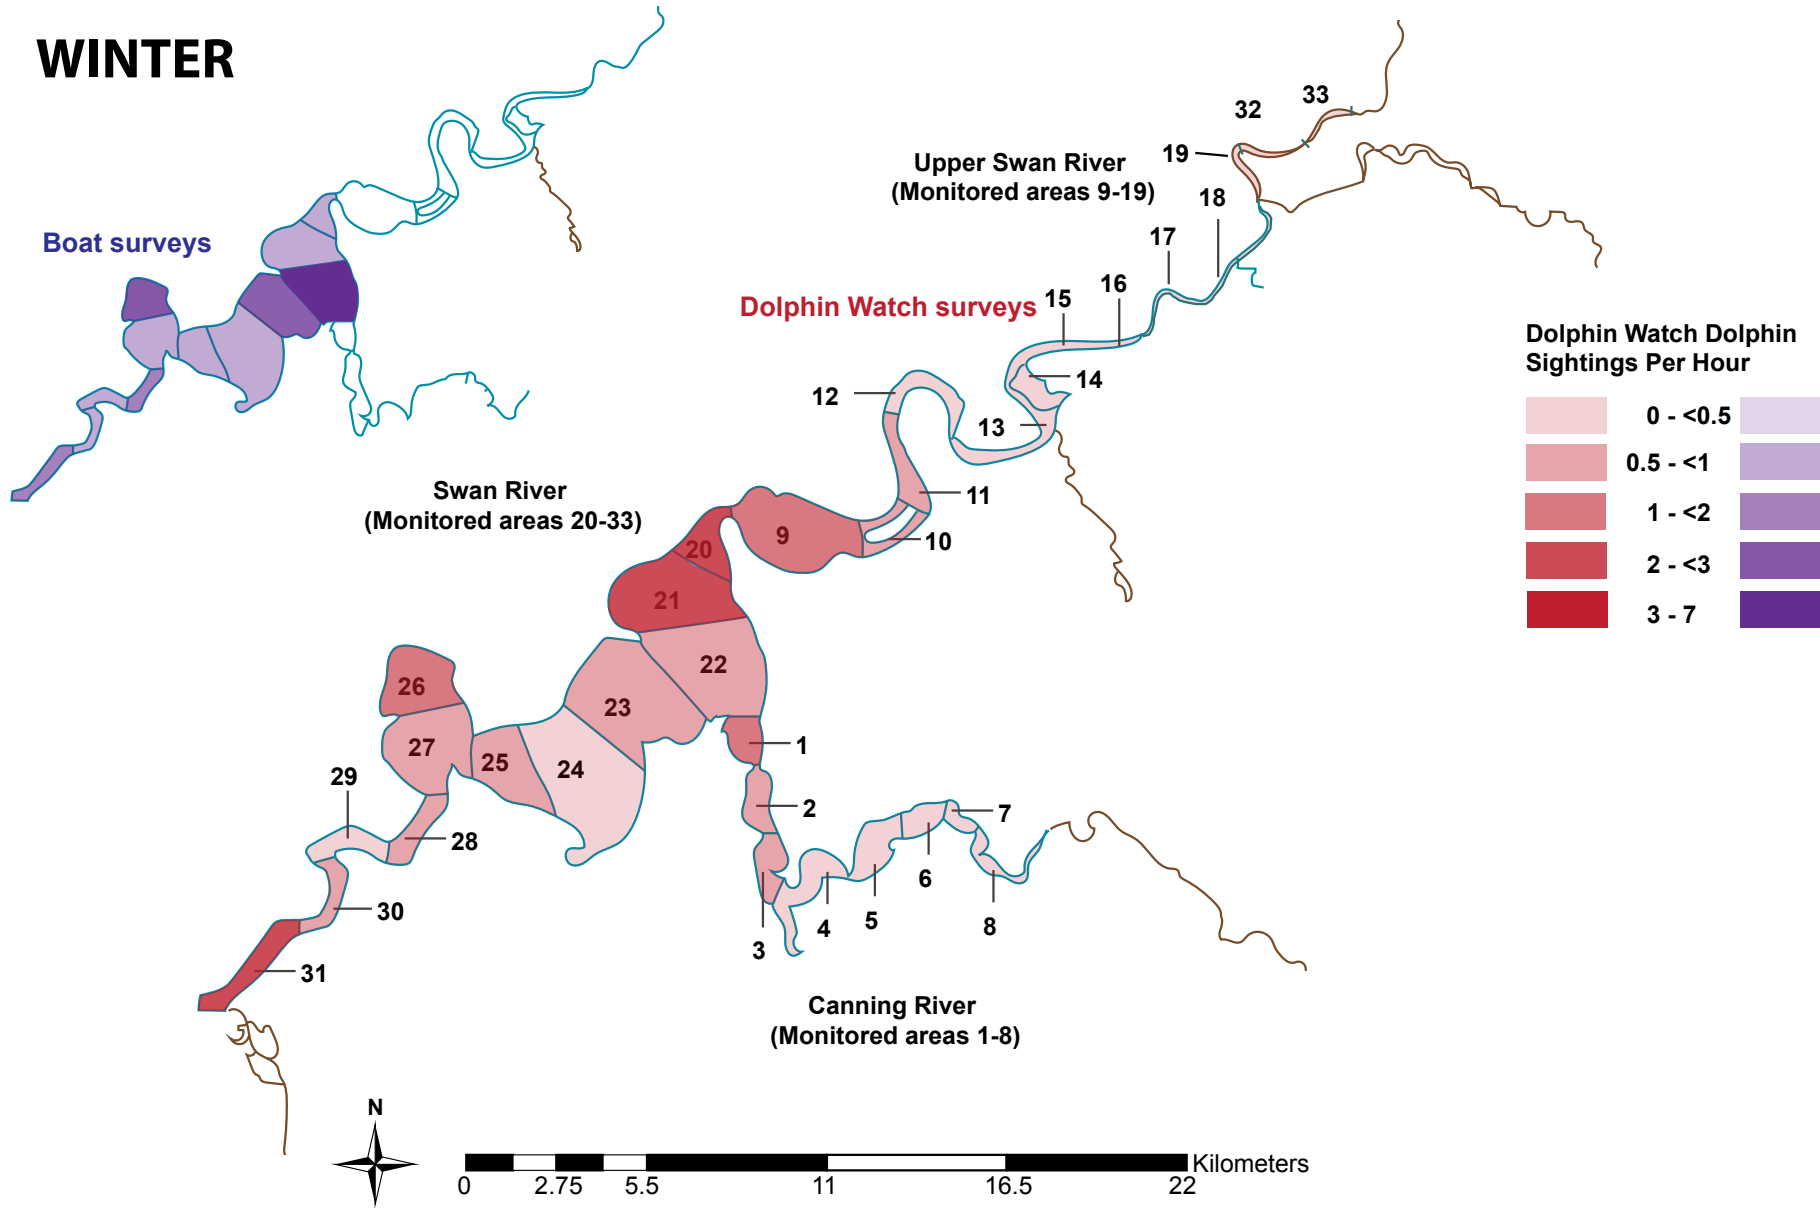 WINTER
33
32
19
Upper Swan River
(Monitored areas 9-19)
18
17
Boat surveys
16
15
Dolphin Watch surveys
Dolphin Watch Dolphin
Sightings Per Hour
0 - <0.5
0.5 - <1
1 - <2
2 - <3
3 - 7
14
12
13
11
10
Swan River
(Monitored areas 20-33)
9
20
21
22
26
23
27
25
24
1
2
29
28
7
6
5
4
8
3
30
31
Canning River
(Monitored areas 1-8)
N
Kilometers
0 2.75 5.5 11 16.5 22